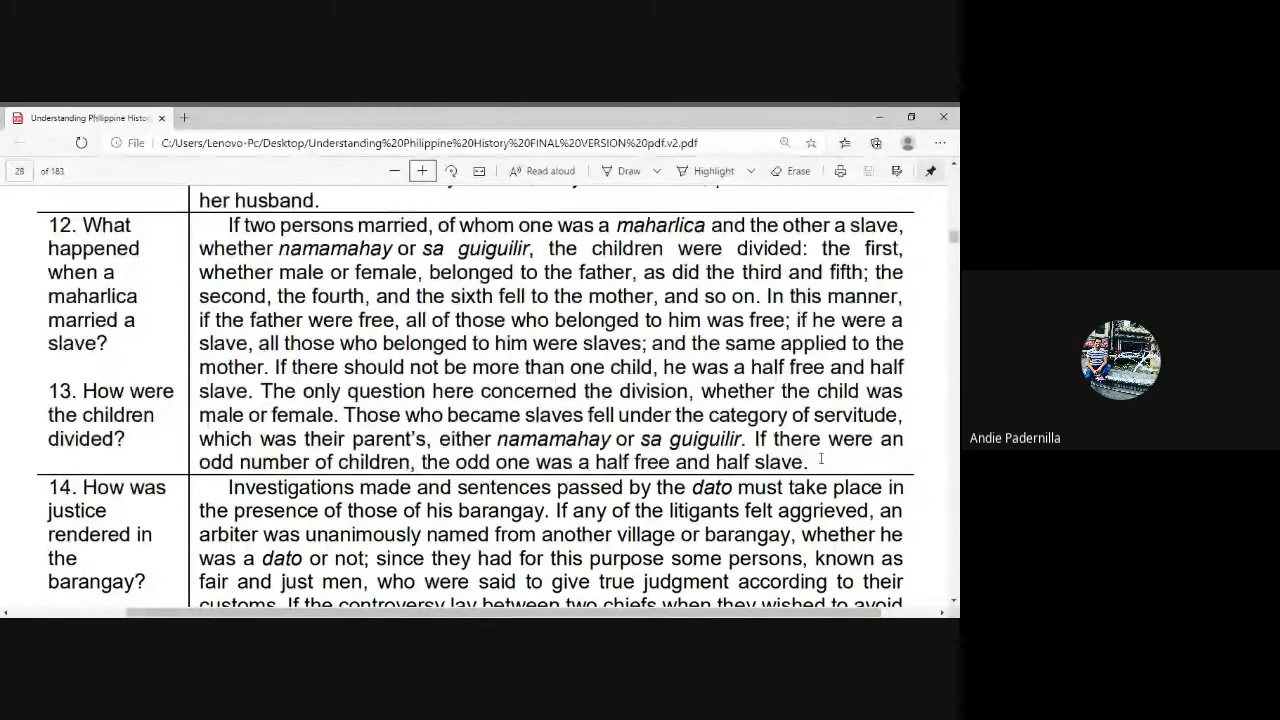 Understanding Philippine Histor
File C:/Users/Lenovo-Pc/Desktop/Understanding%20Philippine%20History%20FINAL%20VERSION%20pdf.v2.pdf
28 of 183 Read aloud Draw Highlight Erase
her husband.
12. What
happened
when a
maharlica
married a
slave?
13. How were
the children
divided?
If two persons married, of whom one was a maharlica and the other a slave,
whether namamahay or sa guiguilir, the children were divided: the first,
whether male or female, belonged to the father, as did the third and fifth; the
second, the fourth, and the sixth fell to the mother, and so on. In this manner,
if the father were free, all of those who belonged to him was free; if he were a
slave, all those who belonged to him were slaves; and the same applied to the
mother. If there should not be more than one child, he was a half free and half
slave. The only question here concerned the division, whether the child was
male or female. Those who became slaves fell under the category of servitude,
which was their parent's, either namamahay or sa guiguilir. If there were an
odd number of children, the odd one was a half free and half slave.
14. How was
justice
rendered in
the
barangay?
Investigations made and sentences passed by the dato must take place in
the presence of those of his barangay. If any of the litigants felt aggrieved, an
arbiter was unanimously named from another village or barangay, whether he
was a dato or not; since they had for this purpose some persons, known as
fair and just men, who were said to give true judgment according to their
customs. If the controversy lay between two chiefs when they wished to avoid
Andie Padernilla